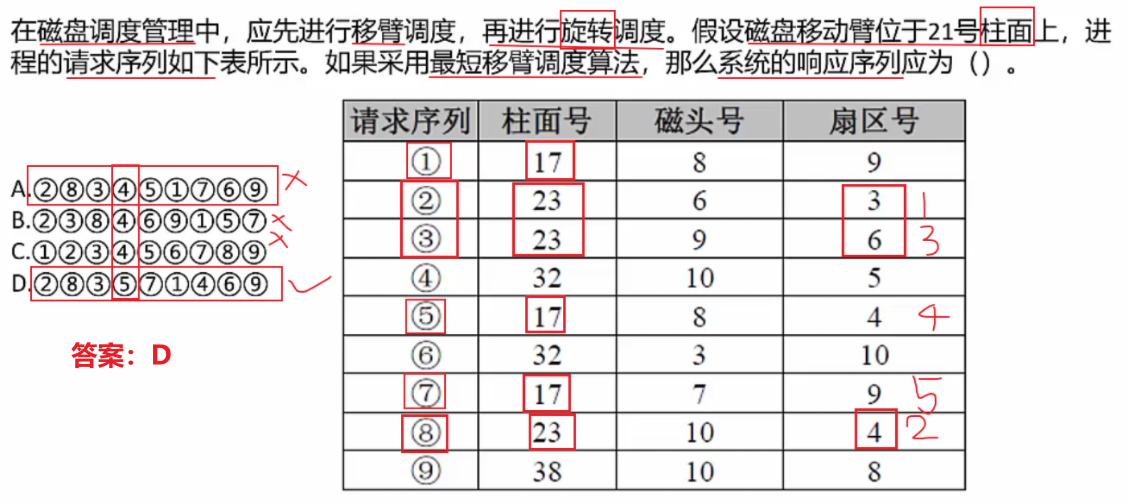 在磁盘调度管理中，应先进行移臂调度，再进行旋转调度。假设磁盘移动臂位于21号柱面上，进
程的请求序列如下表所示。如果采用最短移臂调度算法，那么系统的响应序列应为（）。
A.②⑧③④⑤①⑦⑥⑨ ×
B.②③⑧④⑥⑨①⑤⑦ ×
C.①②③④⑤⑥⑦⑧⑨ ×
D.②⑧③⑤⑦①④⑥⑨ ✓
答案：D
请求序列 柱面号 磁头号 扇区号
① 17 8 9
② 23 6 3 1
③ 23 9 6 3
④ 32 10 5
⑤ 17 8 4 4
⑥ 32 3 10
⑦ 17 7 9 5
⑧ 23 10 4 2
⑨ 38 10 8